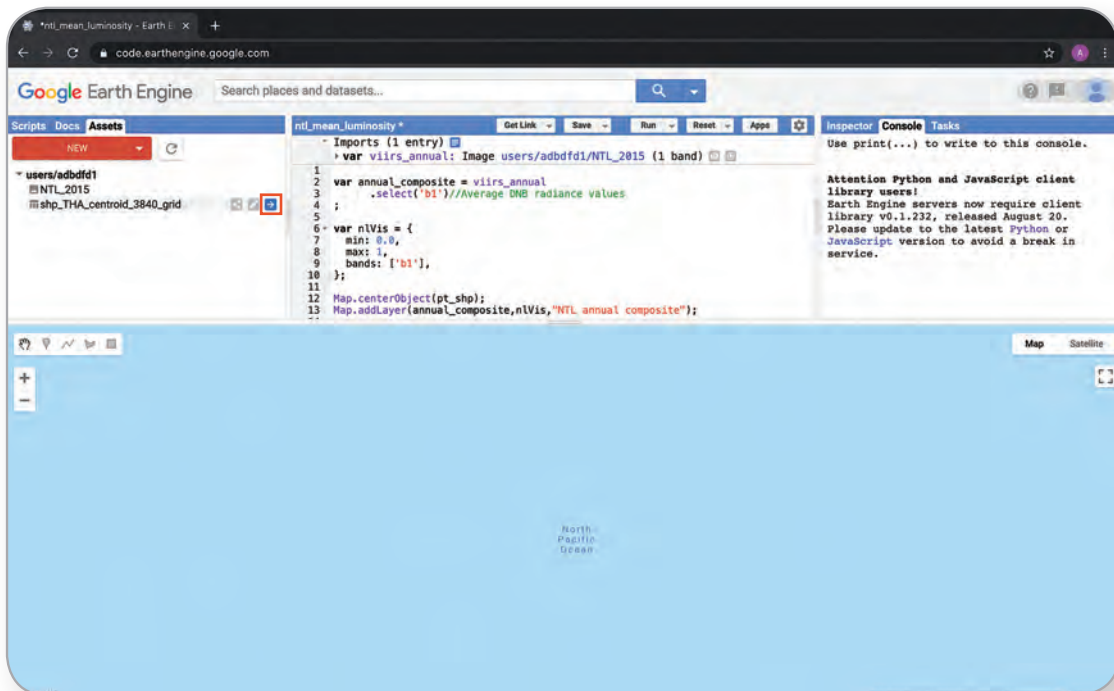 *ntl_mean_luminosity - Earth E
code.earthengine.google.com
A
Google Earth Engine
Search places and datasets...
Scripts Docs Assets
NEW
users/adbdfd1
NTL_2015
shp_THA_centroid_3840_grid
ntl_mean_luminosity *
Get Link Save Run Reset Apps
Imports (1 entry)
var viirs_annual: Image users/adbdfd1/NTL_2015 (1 band)
1
2 var annual_composite = viirs_annual
3 .select('b1')//Average DNB radiance values
4 ;
5
6 var nlVis = {
7 min: 0.0,
8 max: 1,
9 bands: ['b1'],
10 };
11
12 Map.centerObject(pt_shp);
13 Map.addLayer(annual_composite,nlVis,"NTL annual composite");
Inspector Console Tasks
Use print(...) to write to this console.
Attention Python and JavaScript client
library users!
Earth Engine servers now require client
library v0.1.232, released August 20.
Please update to the latest Python or
JavaScript version to avoid a break in
service.
Map Satellite
North
Pacific
Ocean